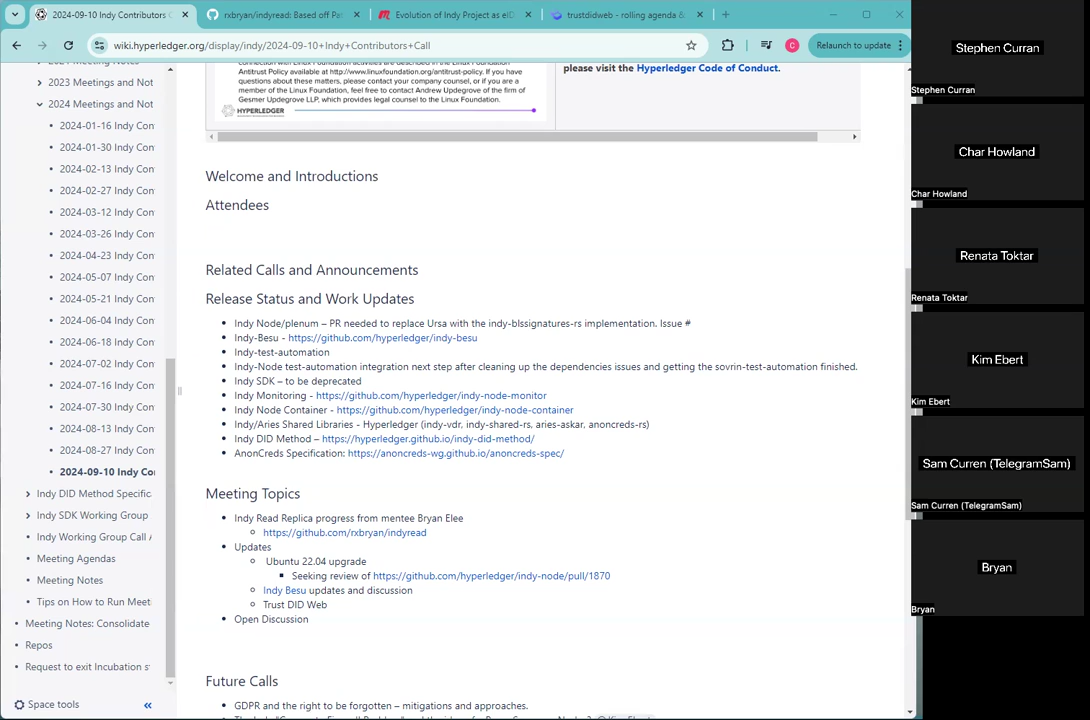 2024-09-10 Indy Contributors C
rxbryan/indyread: Based off Par
Evolution of Indy Project as eID
trustdidweb - rolling agenda &
wiki.hyperledger.org/display/indy/2024-09-10+Indy+Contributors+Call
Relaunch to update
2023 Meetings and Not
2024 Meetings and Not
2024-01-16 Indy Con
2024-01-30 Indy Con
2024-02-13 Indy Con
2024-02-27 Indy Con
2024-03-12 Indy Con
2024-03-26 Indy Con
2024-04-23 Indy Con
2024-05-07 Indy Con
2024-05-21 Indy Con
2024-06-04 Indy Con
2024-06-18 Indy Con
2024-07-02 Indy Con
2024-07-16 Indy Con
2024-07-30 Indy Con
2024-08-13 Indy Con
2024-08-27 Indy Con
2024-09-10 Indy Co
Indy DID Method Specific
Indy SDK Working Group
Indy Working Group Call A
Meeting Agendas
Meeting Notes
Tips on How to Run Meeti
Meeting Notes: Consolidate
Repos
Request to exit Incubation s
Space tools
Antitrust Policy available at http://www.linuxfoundation.org/antitrust-policy. If you have
questions about these matters, please contact your company counsel, or if you are a
member of the Linux Foundation, feel free to contact Andrew Updegrove of the firm of
Gesmer Updegrove LLP, which provides legal counsel to the Linux Foundation.
HYPERLEDGER
please visit the Hyperledger Code of Conduct.
Welcome and Introductions
Attendees
Related Calls and Announcements
Release Status and Work Updates
Indy Node/plenum – PR needed to replace Ursa with the indy-blssignatures-rs implementation. Issue #
Indy-Besu - https://github.com/hyperledger/indy-besu
Indy-test-automation
Indy-Node test-automation integration next step after cleaning up the dependencies issues and getting the sovrin-test-automation finished.
Indy SDK – to be deprecated
Indy Monitoring - https://github.com/hyperledger/indy-node-monitor
Indy Node Container - https://github.com/hyperledger/indy-node-container
Indy/Aries Shared Libraries - Hyperledger (indy-vdr, indy-shared-rs, aries-askar, anoncreds-rs)
Indy DID Method – https://hyperledger.github.io/indy-did-method/
AnonCreds Specification: https://anoncreds-wg.github.io/anoncreds-spec/
Meeting Topics
Indy Read Replica progress from mentee Bryan Elee
https://github.com/rxbryan/indyread
Updates
Ubuntu 22.04 upgrade
Seeking review of https://github.com/hyperledger/indy-node/pull/1870
Indy Besu updates and discussion
Trust DID Web
Open Discussion
Future Calls
GDPR and the right to be forgotten – mitigations and approaches.
Stephen Curran
Stephen Curran
Char Howland
Char Howland
Renata Toktar
Renata Toktar
Kim Ebert
Kim Ebert
Sam Curren (TelegramSam)
Sam Curren (TelegramSam)
Bryan
Bryan